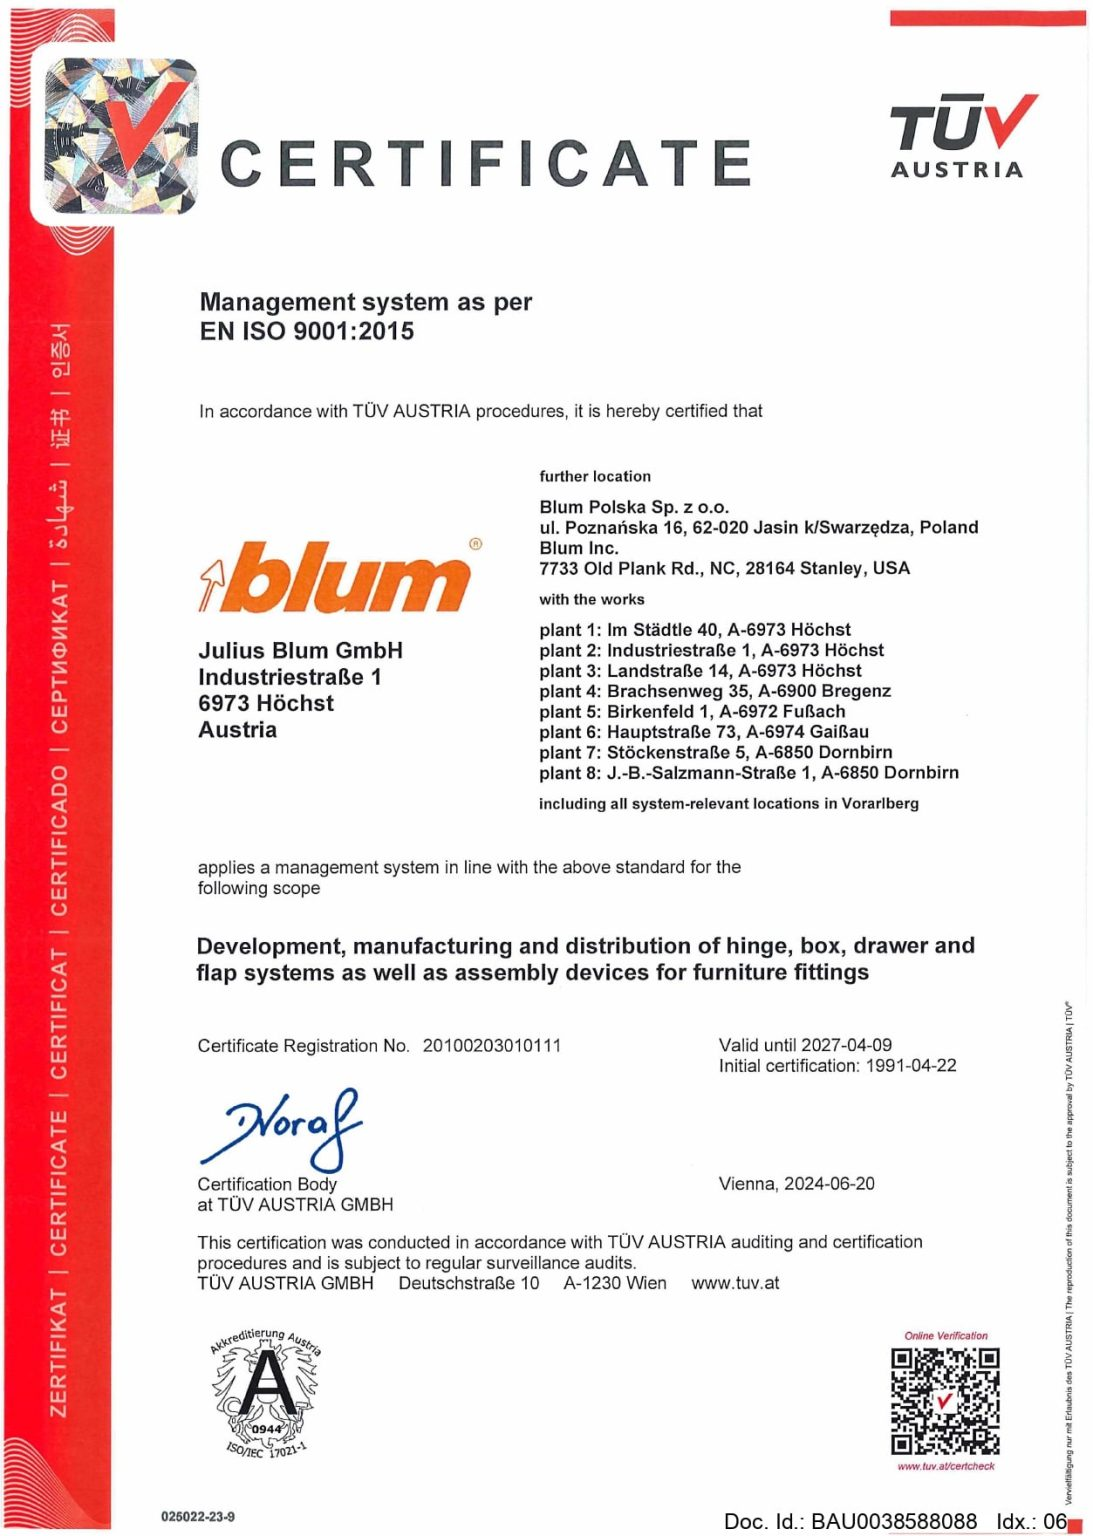 CERTIFICATE
TÜV
AUSTRIA
Management system as per
EN ISO 9001:2015
In accordance with TÜV AUSTRIA procedures, it is hereby certified that
further location
Blum Polska Sp. z o.o.
ul. Poznańska 16, 62-020 Jasin k/Swarzędza, Poland
Blum Inc.
7733 Old Plank Rd., NC, 28164 Stanley, USA
with the works
plant 1: Im Städtle 40, A-6973 Höchst
plant 2: Industriestraße 1, A-6973 Höchst
plant 3: Landstraße 14, A-6973 Höchst
plant 4: Brachsenweg 35, A-6900 Bregenz
plant 5: Birkenfeld 1, A-6972 Fußach
plant 6: Hauptstraße 73, A-6974 Gaißau
plant 7: Stöckenstraße 5, A-6850 Dornbirn
plant 8: J.-B.-Salzmann-Straße 1, A-6850 Dornbirn
including all system-relevant locations in Vorarlberg
blum®
Julius Blum GmbH
Industriestraße 1
6973 Höchst
Austria
applies a management system in line with the above standard for the
following scope
Development, manufacturing and distribution of hinge, box, drawer and
flap systems as well as assembly devices for furniture fittings
Certificate Registration No. 20100203010111
Valid until 2027-04-09
Initial certification: 1991-04-22
Certification Body
at TÜV AUSTRIA GMBH
Vienna, 2024-06-20
This certification was conducted in accordance with TÜV AUSTRIA auditing and certification
procedures and is subject to regular surveillance audits.
TÜV AUSTRIA GMBH Deutschstraße 10 A-1230 Wien www.tuv.at
Akkreditierung Austria
A
0944
ISO/IEC 17021-1
Online Verification
www.tuv.at/certcheck
025022-23-9
Doc. Id.: BAU0038588088 Idx.: 06
ZERTIFIKAT | CERTIFICATE | CERTIFICAT | CERTIFICADO | СЕРТИФИКАТ | شهادة | 证书 | 인증서
Vervielfältigung nur mit Erlaubnis des TÜV AUSTRIA | The reproduction of this document is subject to the approval by TÜV AUSTRIA | TÜV®